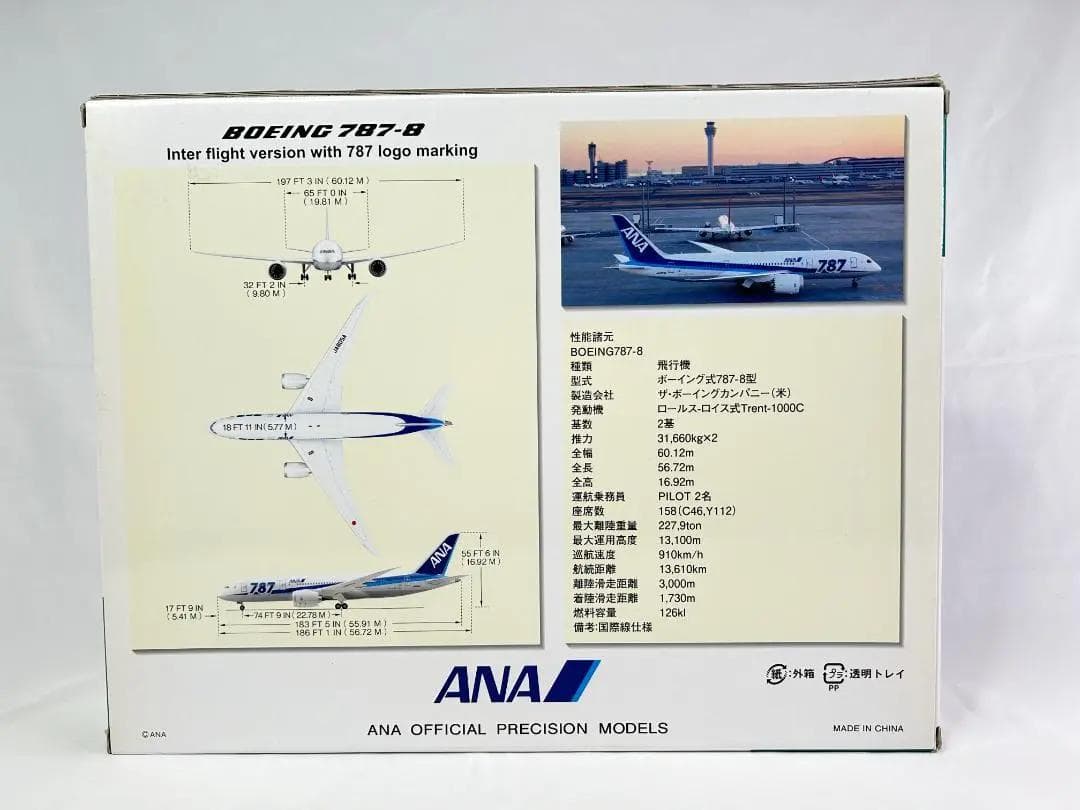 BOEING 787-8
Inter flight version with 787 logo marking
197 FT 3 IN ( 60.12 M )
65 FT 0 IN
( 19.81 M )
32 FT 2 IN
( 9.80 M )
JA805A
18 FT 11 IN( 5.77 M )
ANA
55 FT 6 IN
(16.92 M )
787 ANA
17 FT 9 IN
(5.41 M )
74 FT 9 IN ( 22.78 M )
183 FT 5 IN ( 55.91 M )
186 FT 1 IN ( 56.72 M )
ANA
ANA
787
性能諸元
BOEING787-8
種類 飛行機
型式 ボーイング式787-8型
製造会社 ザ・ボーイングカンパニー(米)
発動機 ロールス-ロイス式Trent-1000C
基数 2基
推力 31,660kg×2
全幅 60.12m
全長 56.72m
全高 16.92m
運航乗務員 PILOT 2名
座席数 158(C46,Y112)
最大離陸重量 227,9ton
最大運用高度 13,100m
巡航速度 910km/h
航続距離 13,610km
離陸滑走距離 3,000m
着陸滑走距離 1,730m
燃料容量 126kl
備考:国際線仕様
ANA
紙:外箱 プラ:透明トレイ
PP
ANA OFFICIAL PRECISION MODELS
©ANA
MADE IN CHINA